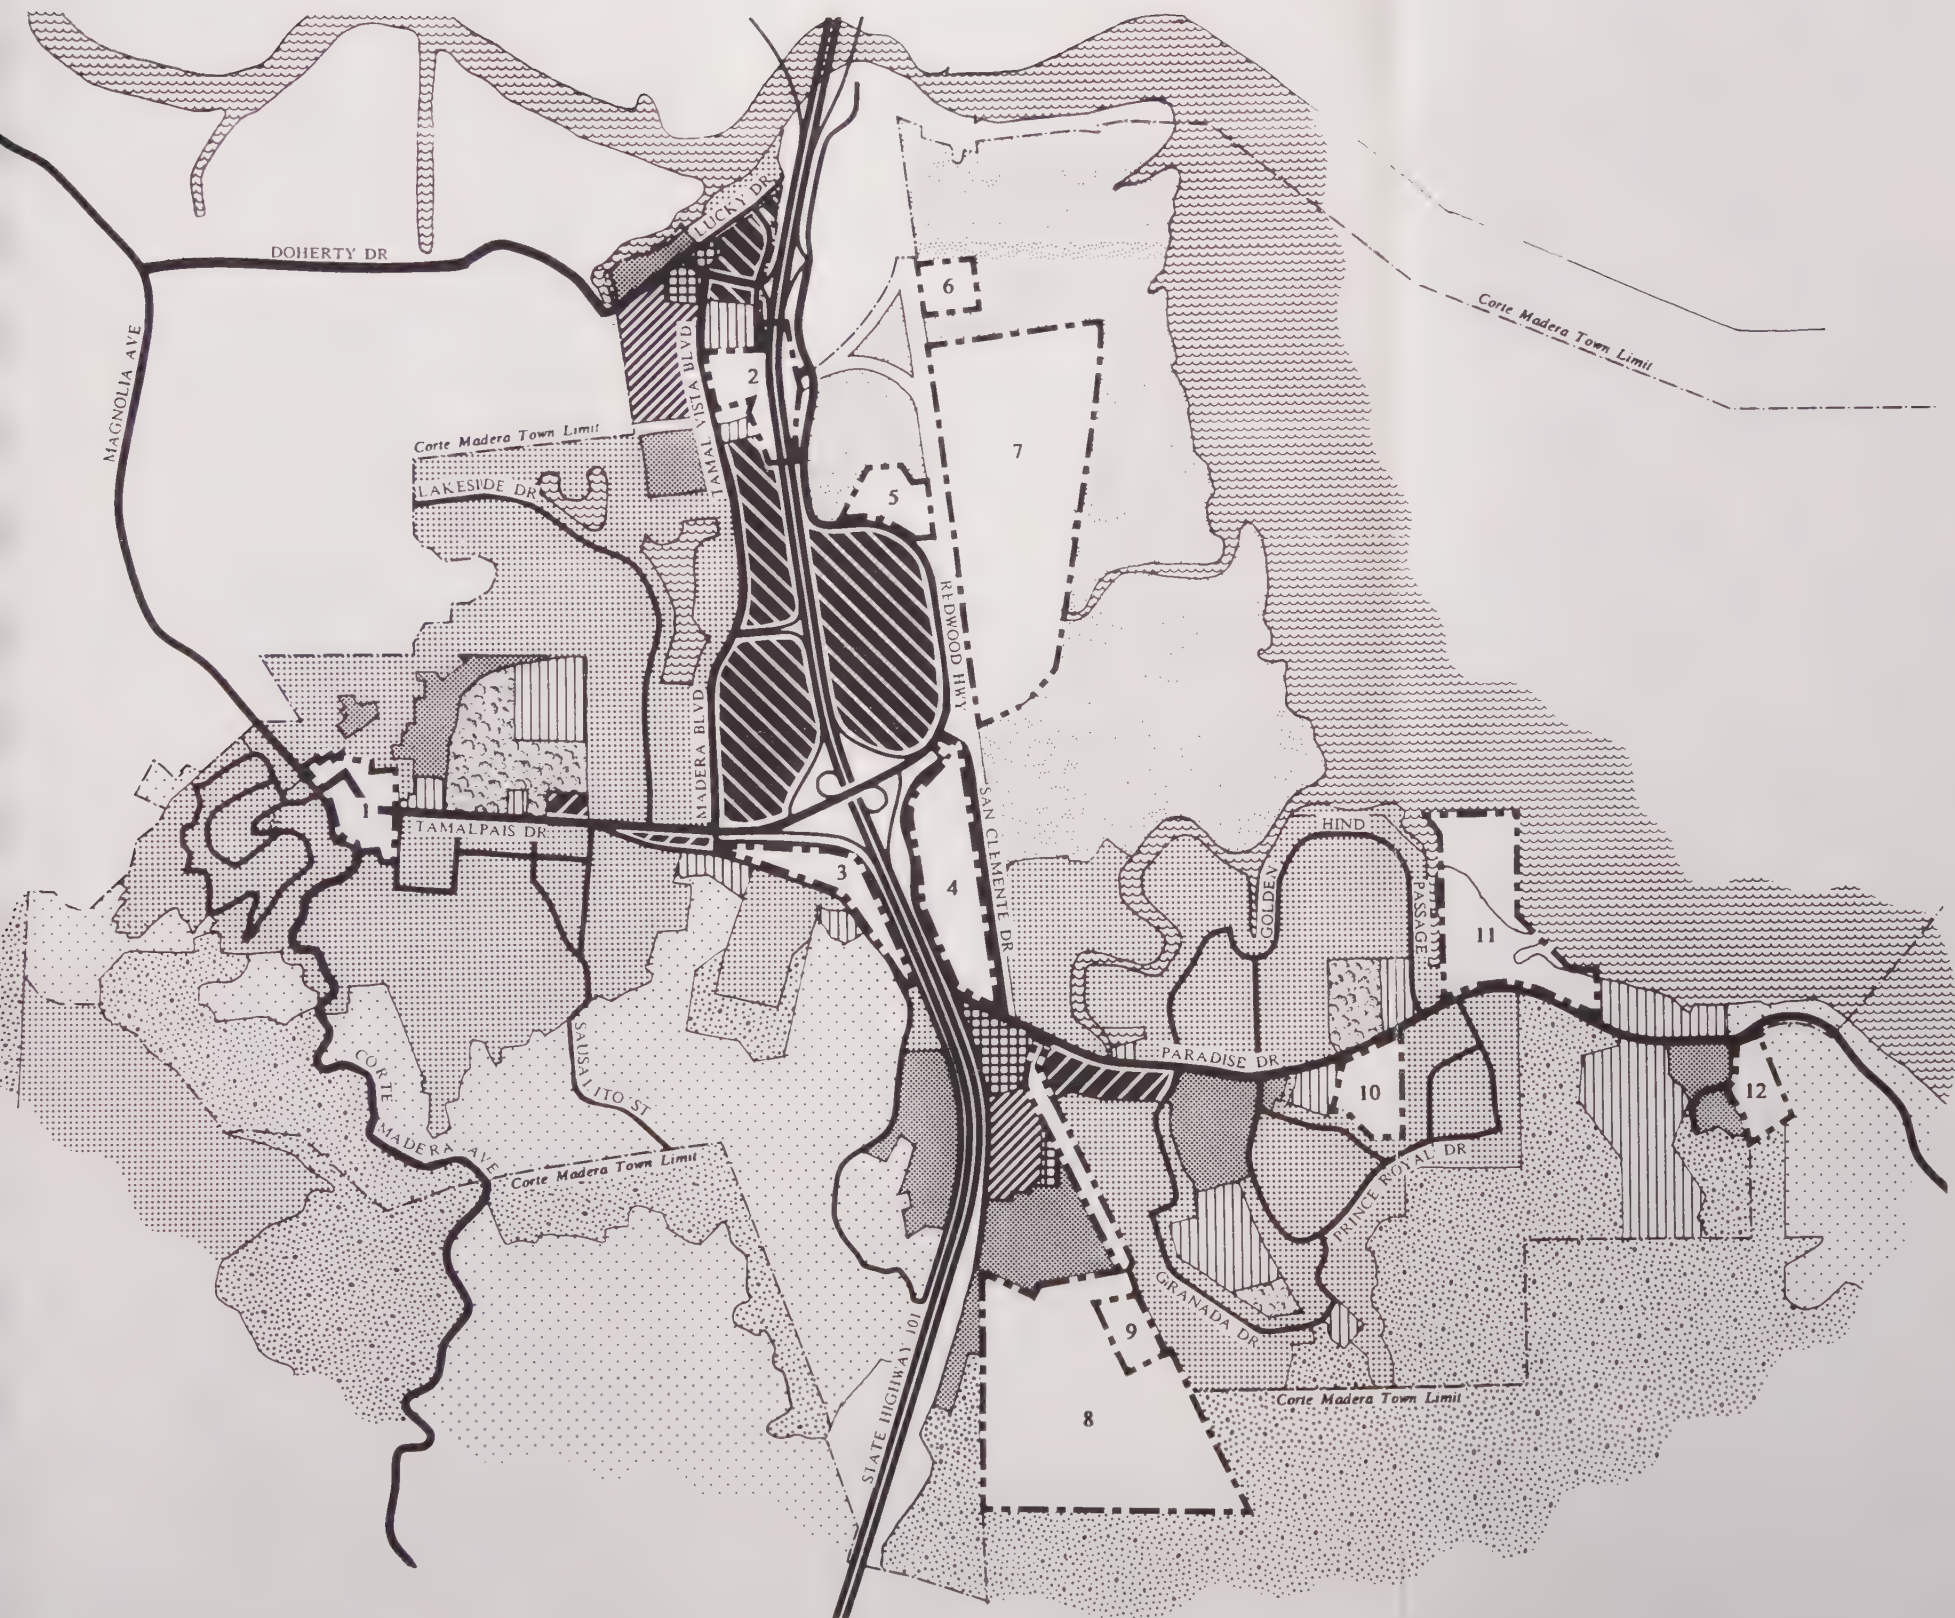 LUCKY DR
DOHERTY DR
6
Corte Madera Town Limit
MAGNOLIA AVE
TAMAL VISTA BLVD
2
Corte Madera Town Limit
7
LAKESIDE DR
5
REDWOOD HWY
MADERA BLVD
1
TAMALPAIS DR
SAN CLEMENTE DR
HIND
GOLDEN
PASSAGE
3
4
11
SAUSALITO ST
CORTE MADERA AVE
PARADISE DR
10
12
Corte Madera Town Limit
PRINCE ROYAL DR
GRANADA DR
9
STATE HIGHWAY 101
8
Corte Madera Town Limit